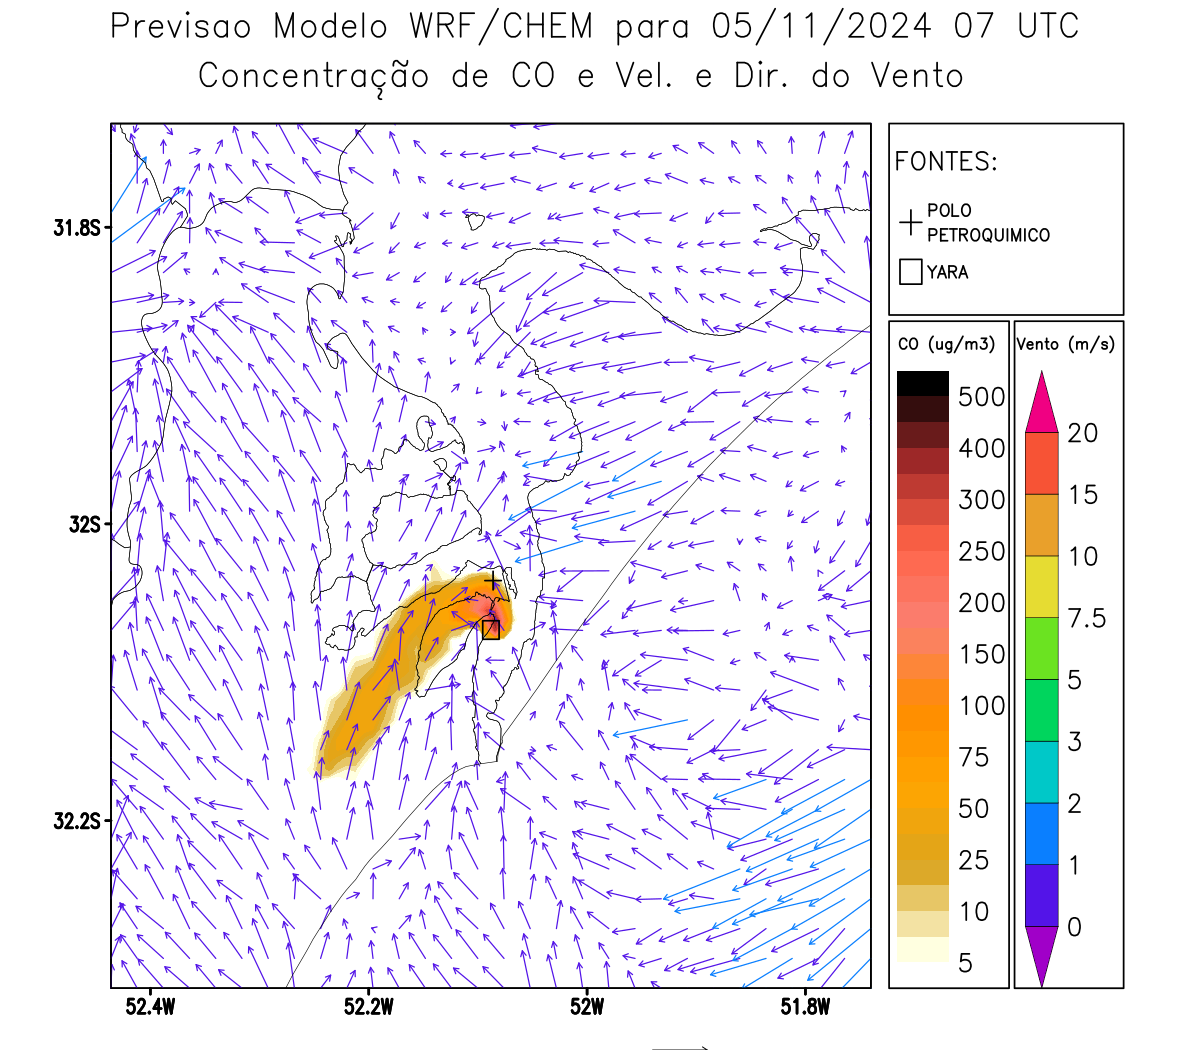 Previsao Modelo WRF/CHEM para 05/11/2024 07 UTC
Concentração de CO e Vel. e Dir. do Vento
FONTES:
POLO
PETROQUIMICO
YARA
CO (ug/m3)
500
400
300
250
200
150
100
75
50
25
10
5
Vento (m/s)
20
15
10
7.5
5
3
2
1
0
31.8S
32S
32.2S
52.4W
52.2W
52W
51.8W